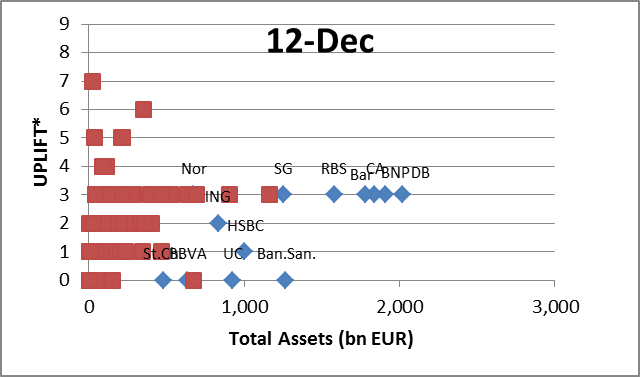 12-Dec
UPLIFT*
9
8
7
6
5
4
3
2
1
0
Nor
SG
RBS
Bar
CA
BNP
DB
ING
HSBC
St.Ch.
BBVA
UC
Ban.San.
0
1,000
2,000
3,000
Total Assets (bn EUR)